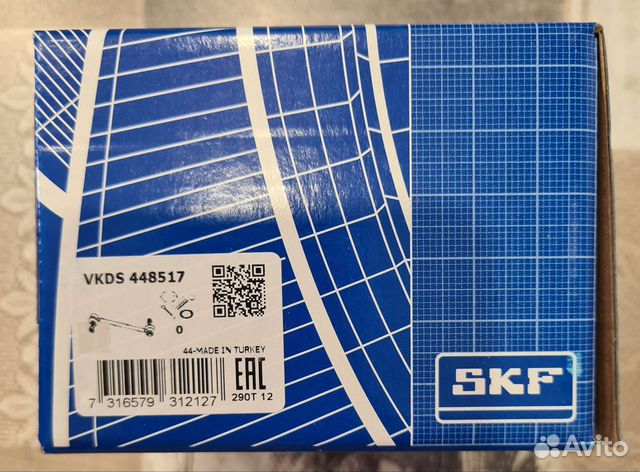 VKDS 448517
0
44-MADE IN TURKEY
EAC
7 316579 312127
290T 12
SKF
Avito